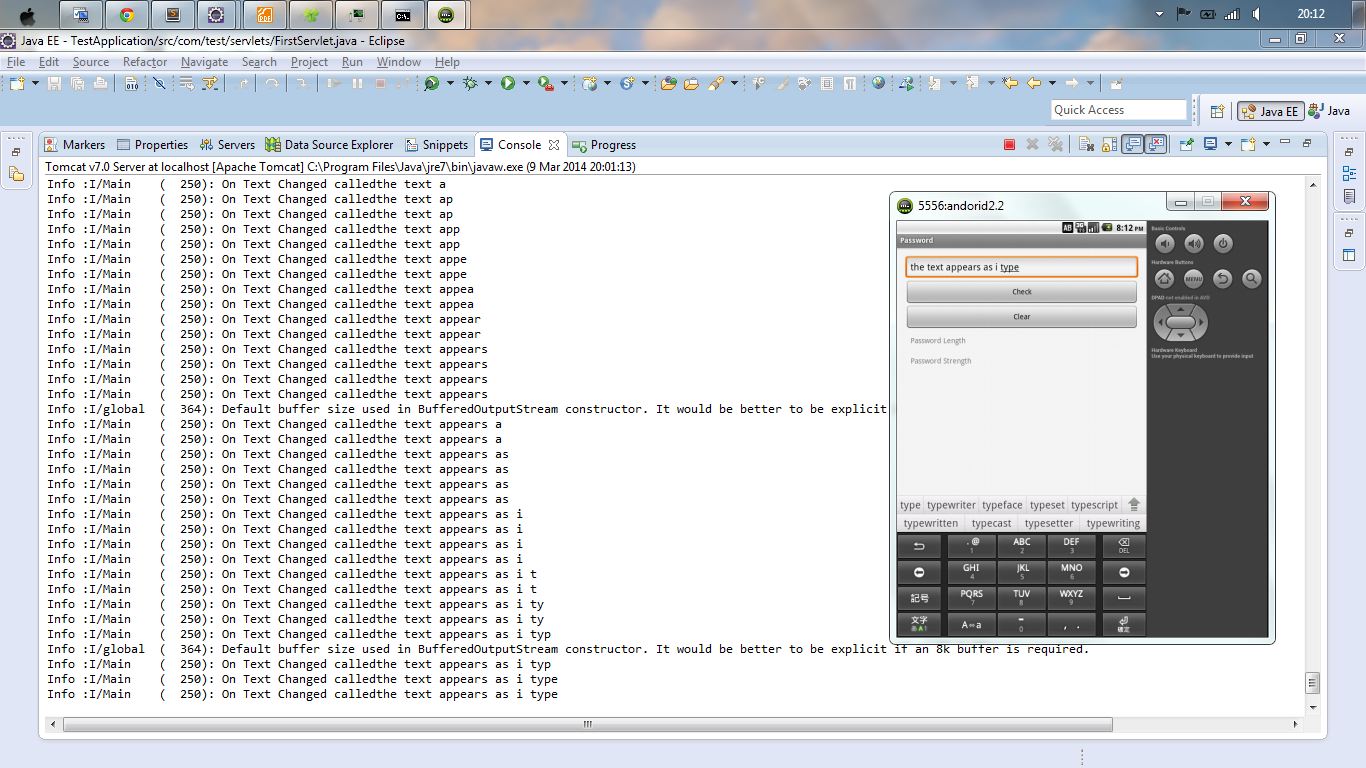 20:12
Java EE - TestApplication/src/com/test/servlets/FirstServlet.java - Eclipse
File Edit Source Refactor Navigate Search Project Run Window Help
Quick Access
Java EE Java
Markers Properties Servers Data Source Explorer Snippets Console Progress
Tomcat v7.0 Server at localhost [Apache Tomcat] C:\Program Files\Java\jre7\bin\javaw.exe (9 Mar 2014 20:01:13)
Info :I/Main ( 250): On Text Changed calledthe text a
Info :I/Main ( 250): On Text Changed calledthe text ap
Info :I/Main ( 250): On Text Changed calledthe text ap
Info :I/Main ( 250): On Text Changed calledthe text app
Info :I/Main ( 250): On Text Changed calledthe text app
Info :I/Main ( 250): On Text Changed calledthe text appe
Info :I/Main ( 250): On Text Changed calledthe text appe
Info :I/Main ( 250): On Text Changed calledthe text appea
Info :I/Main ( 250): On Text Changed calledthe text appea
Info :I/Main ( 250): On Text Changed calledthe text appear
Info :I/Main ( 250): On Text Changed calledthe text appear
Info :I/Main ( 250): On Text Changed calledthe text appears
Info :I/Main ( 250): On Text Changed calledthe text appears
Info :I/Main ( 250): On Text Changed calledthe text appears
Info :I/Main ( 250): On Text Changed calledthe text appears
Info :I/global ( 364): Default buffer size used in BufferedOutputStream constructor. It would be better to be explicit
Info :I/Main ( 250): On Text Changed calledthe text appears a
Info :I/Main ( 250): On Text Changed calledthe text appears a
Info :I/Main ( 250): On Text Changed calledthe text appears as
Info :I/Main ( 250): On Text Changed calledthe text appears as
Info :I/Main ( 250): On Text Changed calledthe text appears as
Info :I/Main ( 250): On Text Changed calledthe text appears as
Info :I/Main ( 250): On Text Changed calledthe text appears as i
Info :I/Main ( 250): On Text Changed calledthe text appears as i
Info :I/Main ( 250): On Text Changed calledthe text appears as i
Info :I/Main ( 250): On Text Changed calledthe text appears as i
Info :I/Main ( 250): On Text Changed calledthe text appears as i t
Info :I/Main ( 250): On Text Changed calledthe text appears as i t
Info :I/Main ( 250): On Text Changed calledthe text appears as i ty
Info :I/Main ( 250): On Text Changed calledthe text appears as i ty
Info :I/Main ( 250): On Text Changed calledthe text appears as i typ
Info :I/global ( 364): Default buffer size used in BufferedOutputStream constructor. It would be better to be explicit if an 8k buffer is required.
Info :I/Main ( 250): On Text Changed calledthe text appears as i typ
Info :I/Main ( 250): On Text Changed calledthe text appears as i type
Info :I/Main ( 250): On Text Changed calledthe text appears as i type
5556:andorid2.2
8:12 PM
Password
the text appears as i type
Check
Clear
Password Length
Password Strength
type typewriter typeface typeset typescript
typewritten typecast typesetter typewriting
. @ ABC DEF
1 2 3 DEL
GHI JKL MNO
4 5 6
記号 PQRS TUV WXYZ
7 8 9
文字 A⇔a - , .
あA1 0 確定
Basic Controls
Hardware Buttons
MENU
DPAD not enabled in AVD
Hardware Keyboard
Use your physical keyboard to provide input